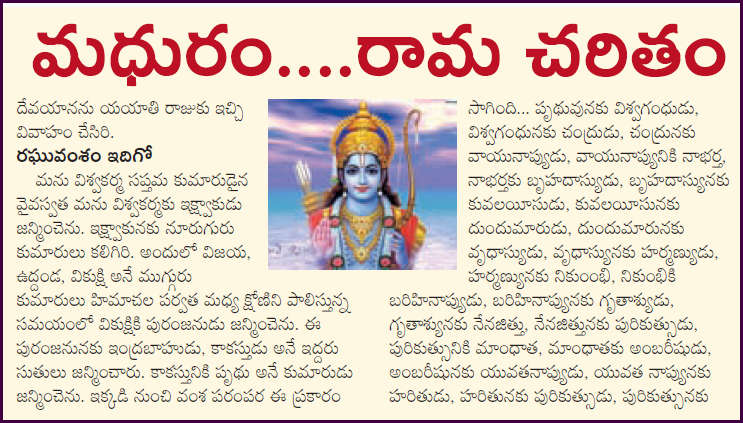 మధురం....రామ చరితం
దేవయానను యయాతి రాజుకు ఇచ్చి
వివాహం చేసిరి.
రఘువంశం ఇదిగో
మను విశ్వకర్మ సప్తమ కుమారుడైన
వైవస్వత మను విశ్వకర్మకు ఇక్ష్వాకుడు
జన్మించెను. ఇక్ష్వాకునకు నూరుగురు
కుమారులు కలిగిరి. అందులో విజయ,
ఉద్దండ, వికుక్షి అనే ముగ్గురు
కుమారులు హిమాచల పర్వత మధ్య క్షోణిని పాలిస్తున్న
సమయంలో వికుక్షికి పురంజనుడు జన్మించెను. ఈ
పురంజనునకు ఇంద్రబాహుడు, కాకస్తుడు అనే ఇద్దరు
సుతులు జన్మించారు. కాకస్తునికి పృథు అనే కుమారుడు
జన్మించెను. ఇక్కడి నుంచి వంశ పరంపర ఈ ప్రకారం
సాగింది... పృథువునకు విశ్వగంధుడు,
విశ్వగంధునకు చంద్రుడు, చంద్రునకు
వాయునాప్యుడు, వాయునాప్యునికి నాభర్త,
నాభర్తకు బృహదాస్యుడు, బృహదాస్యునకు
కువలయీసుడు, కువలయీసునకు
దుందుమారుడు, దుందుమారునకు
వృధాస్యుడు, వృధాస్యునకు హర్మణ్యుడు,
హర్మణ్యునకు నికుంంభి, నికుంభికి
బరిహినాప్యుడు, బరిహినాప్యునకు గృతాశ్యుడు,
గృతాశ్యునకు నేనజిత్తు, నేనజిత్తునకు పురికుత్సుడు,
పురికుత్సునికి మాంధాత, మాంధాతకు అంబరీషుడు,
అంబరీషునకు యువతనాప్యుడు, యువత నాప్యునకు
హరితుడు, హరితునకు పురికుత్సుడు, పురికుత్సునకు